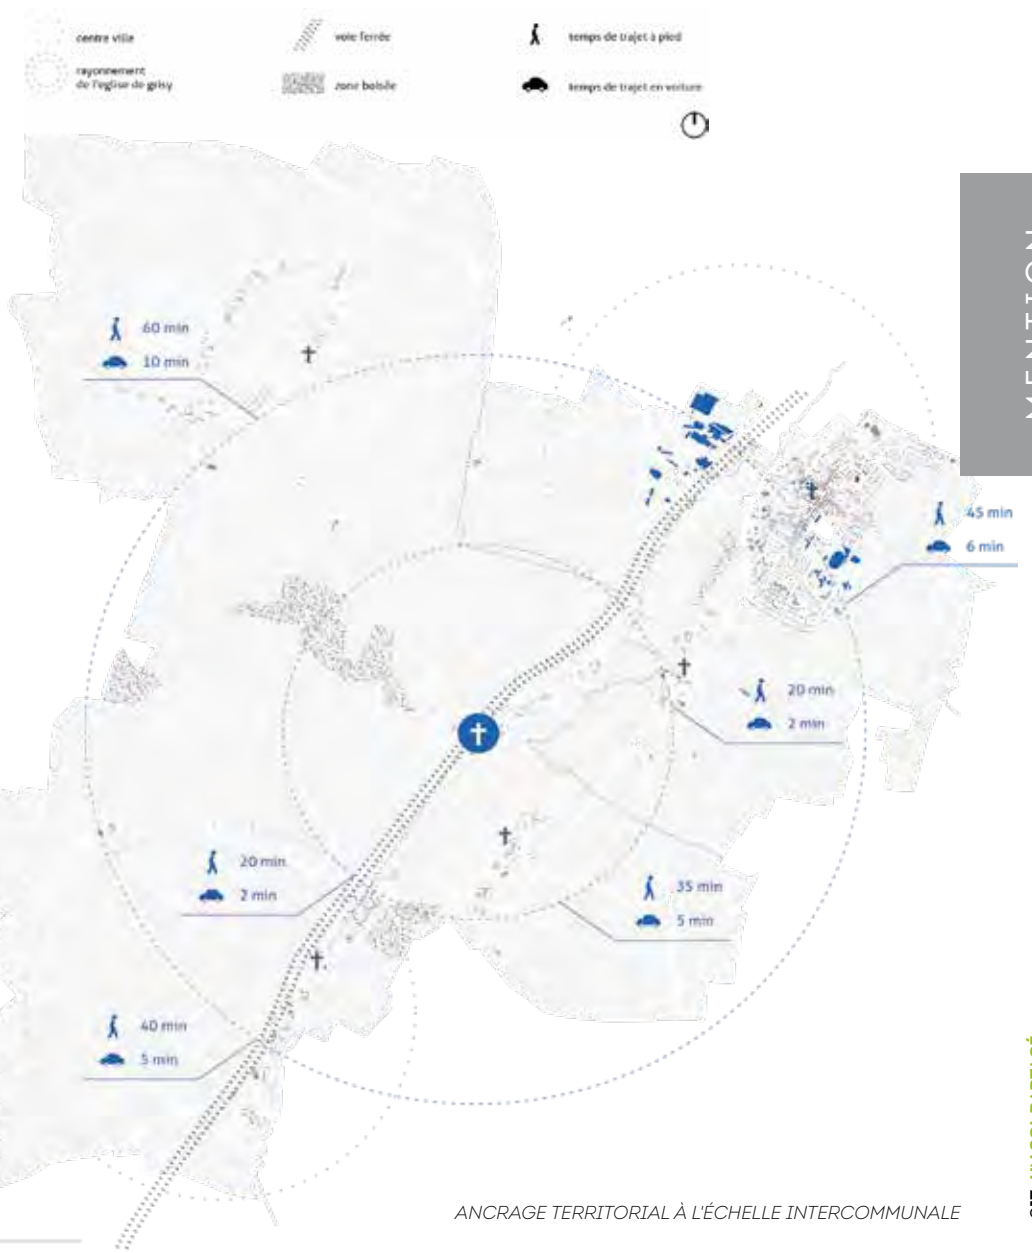 centre ville
rayonnement
de l'eglise de grisy
voie ferrée
zone boisée
temps de trajet à pied
temps de trajet en voiture
MENTION
60 min
10 min
45 min
6 min
20 min
2 min
20 min
2 min
35 min
5 min
40 min
5 min
ANCRAGE TERRITORIAL À L'ÉCHELLE INTERCOMMUNALE